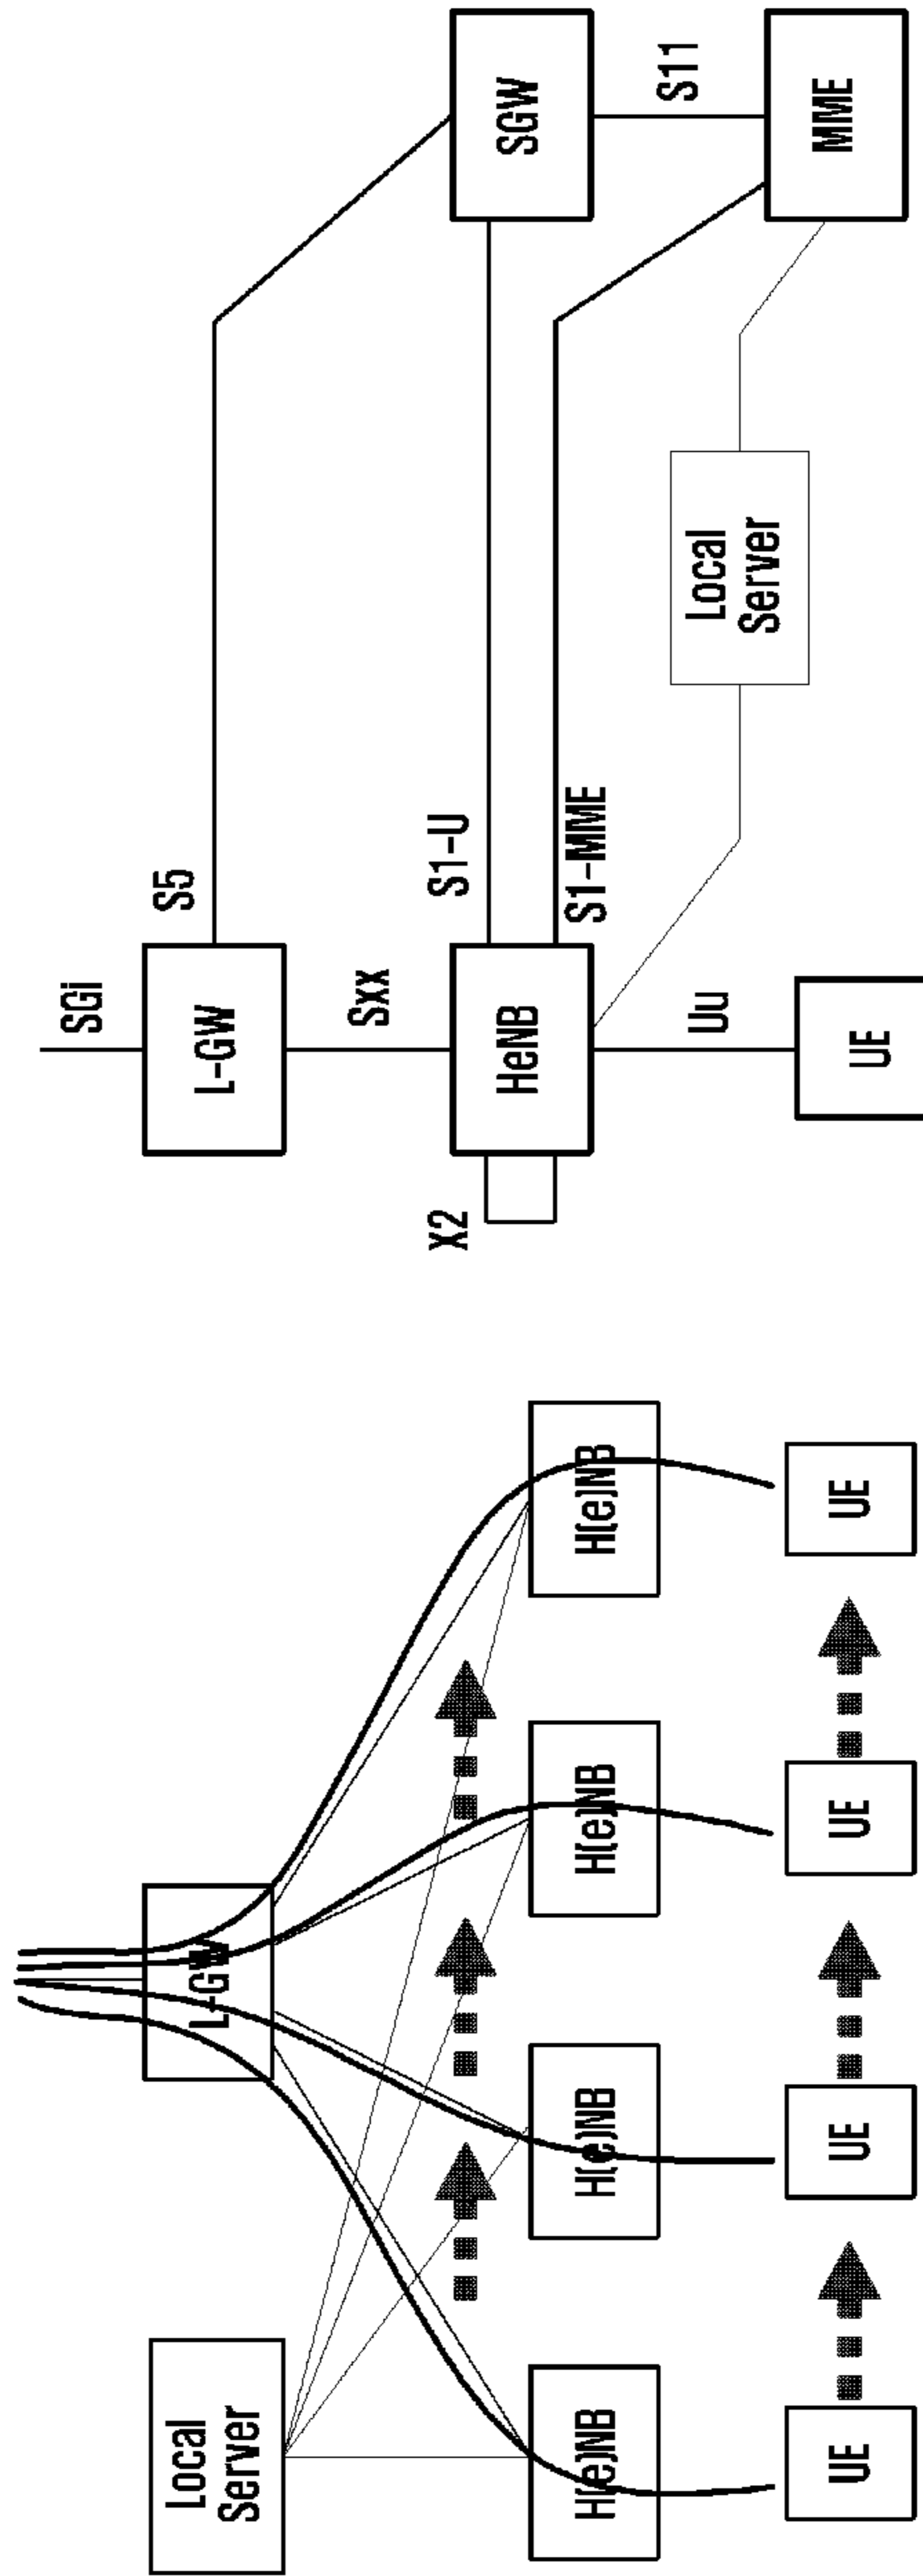 Local
Server
L-GW
H(e)NB
H(e)NB
H(e)NB
H(e)NB
UE
UE
UE
UE
SGi
L-GW
S5
Sxx
X2
HeNB
S1-U
S1-MME
SGW
S11
Local
Server
MME
Uu
UE